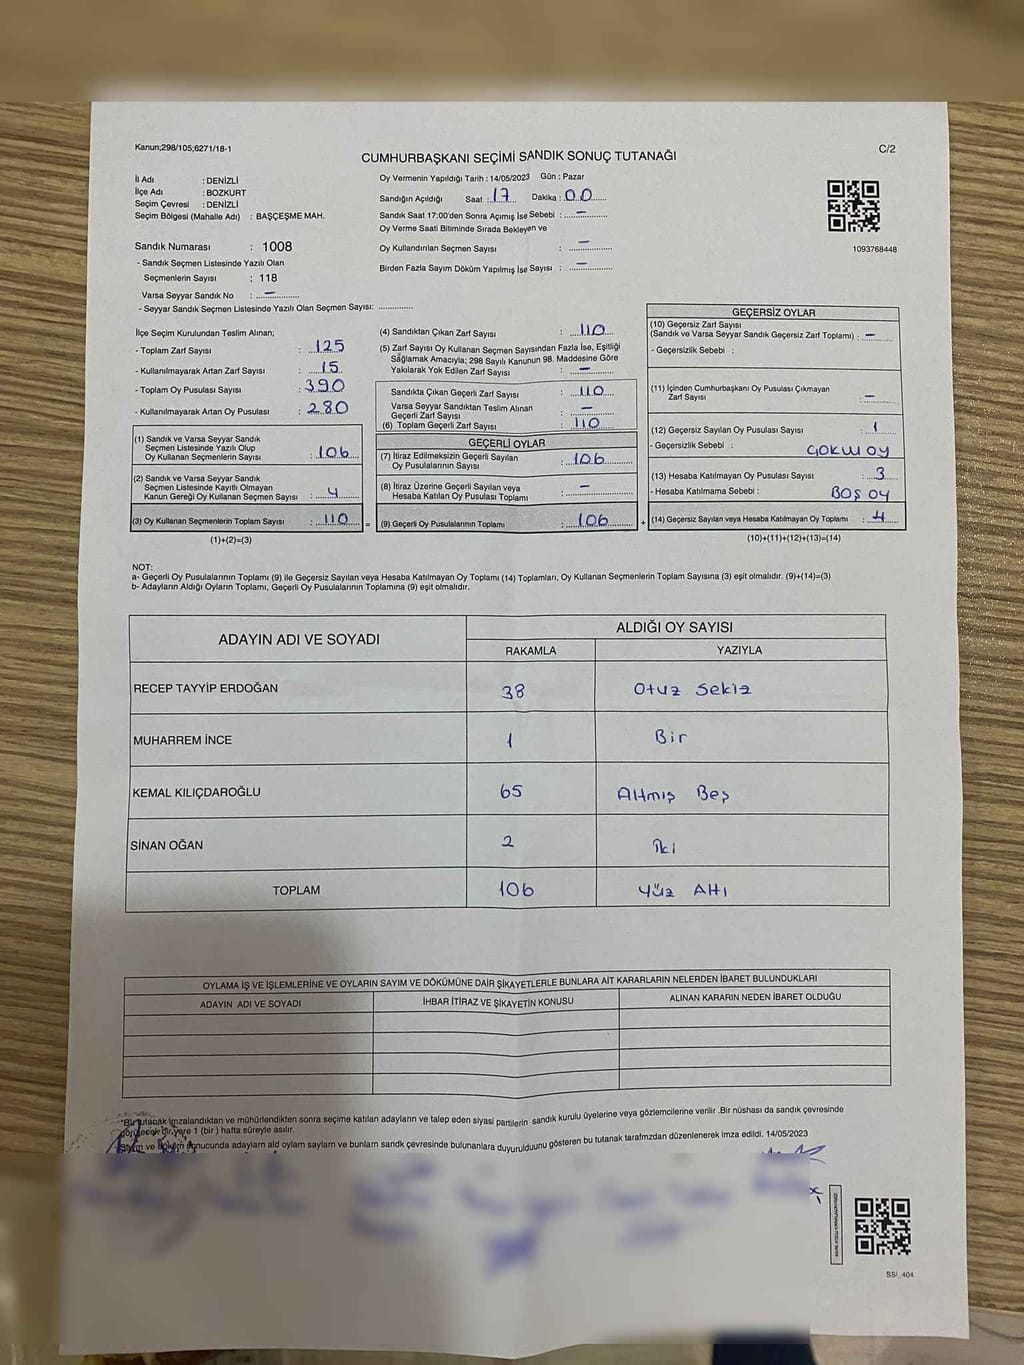 Kanun;298/105;6271/18-1
C/2
CUMHURBAŞKANI SEÇİMİ SANDIK SONUÇ TUTANAĞI
İl Adı : DENİZLİ
İlçe Adı : BOZKURT
Seçim Çevresi : DENİZLİ
Seçim Bölgesi (Mahalle Adı) : BAŞÇEŞME MAH.
Sandık Numarası : 1008
- Sandık Seçmen Listesinde Yazılı Olan
Seçmenlerin Sayısı : 118
Varsa Seyyar Sandık No : –
- Seyyar Sandık Seçmen Listesinde Yazılı Olan Seçmen Sayısı:
Oy Vermenin Yapıldığı Tarih : 14/05/2023 Gün : Pazar
Sandığın Açıldığı Saat : 17 Dakika : 00
Sandık Saat 17:00'den Sonra Açımış İse Sebebi : –
Oy Verme Saati Bitiminde Sırada Bekleyen ve
Oy Kullandırılan Seçmen Sayısı : –
Birden Fazla Sayım Döküm Yapılmış İse Sayısı : –
1093768448
İlçe Seçim Kurulundan Teslim Alınan;
- Toplam Zarf Sayısı : 125
- Kullanılmayarak Artan Zarf Sayısı : 15
- Toplam Oy Pusulası Sayısı : 390
- Kullanılmayarak Artan Oy Pusulası : 280
(1) Sandık ve Varsa Seyyar Sandık
Seçmen Listesinde Yazılı Olup
Oy Kullanan Seçmenlerin Sayısı : 106
(2) Sandık ve Varsa Seyyar Sandık
Seçmen Listesinde Kayıtlı Olmayan
Kanun Gereği Oy Kullanan Seçmen Sayısı : 4
(3) Oy Kullanan Seçmenlerin Toplam Sayısı : 110 =
(1)+(2)=(3)
(4) Sandıktan Çıkan Zarf Sayısı : 110
(5) Zarf Sayısı Oy Kullanan Seçmen Sayısından Fazla İse, Eşitliği
Sağlamak Amacıyla; 298 Sayılı Kanunun 98. Maddesine Göre
Yakılarak Yok Edilen Zarf Sayısı : –
Sandıkta Çıkan Geçerli Zarf Sayısı : 110
Varsa Seyyar Sandıktan Teslim Alınan
Geçerli Zarf Sayısı : –
(6) Toplam Geçerli Zarf Sayısı : 110
GEÇERLİ OYLAR
(7) İtiraz Edilmeksizin Geçerli Sayılan
Oy Pusulalarının Sayısı : 106
(8) İtiraz Üzerine Geçerli Sayılan veya
Hesaba Katılan Oy Pusulası Toplamı : –
(9) Geçerli Oy Pusulalarının Toplamı : 106 +
GEÇERSİZ OYLAR
(10) Geçersiz Zarf Sayısı
(Sandık ve Varsa Seyyar Sandık Geçersiz Zarf Toplamı) : –
- Geçersizlik Sebebi :
(11) İçinden Cumhurbaşkanı Oy Pusulası Çıkmayan
Zarf Sayısı : –
(12) Geçersiz Sayılan Oy Pusulası Sayısı : 1
- Geçersizlik Sebebi : ÇOKLU OY
(13) Hesaba Katılmayan Oy Pusulası Sayısı : 3
- Hesaba Katılmama Sebebi : BOŞ OY
(14) Geçersiz Sayılan veya Hesaba Katılmayan Oy Toplamı : 4
(10)+(11)+(12)+(13)=(14)
NOT:
a- Geçerli Oy Pusulalarının Toplamı (9) ile Geçersiz Sayılan veya Hesaba Katılmayan Oy Toplamı (14) Toplamları, Oy Kullanan Seçmenlerin Toplam Sayısına (3) eşit olmalıdır. (9)+(14)=(3)
b- Adayların Aldığı Oyların Toplamı, Geçerli Oy Pusulalarının Toplamına (9) eşit olmalıdır.
ADAYIN ADI VE SOYADI ALDIĞI OY SAYISI
RAKAMLA YAZIYLA
RECEP TAYYİP ERDOĞAN 38 Otuz Sekiz
MUHARREM İNCE 1 Bir
KEMAL KILIÇDAROĞLU 65 Altmış Beş
SİNAN OĞAN 2 İki
TOPLAM 106 Yüz Altı
OYLAMA İŞ VE İŞLEMLERİNE VE OYLARIN SAYIM VE DÖKÜMÜNE DAİR ŞİKAYETLERLE BUNLARA AİT KARARLARIN NELERDEN İBARET BULUNDUKLARI
ADAYIN ADI VE SOYADI İHBAR İTİRAZ VE ŞİKAYETİN KONUSU ALINAN KARARIN NEDEN İBARET OLDUĞU
*Bu tutanak imzalandıktan ve mühürlendikten sonra seçime katılan adayların ve talep eden siyasi partilerin sandık kurulu üyelerine veya gözlemcilerine verilir .Bir nüshası da sandık çevresinde
görülecek bir yere 1 (bir ) hafta süreyle asılır.
Sayım ve döküm sonucunda adayların ald oyların sayların ve bunların sandk çevresinde bulunanlara duyurulduunu gösteren bu tutanak tarafmzdan düzenlenerek imza edildi. 14/05/2023
SSI_404